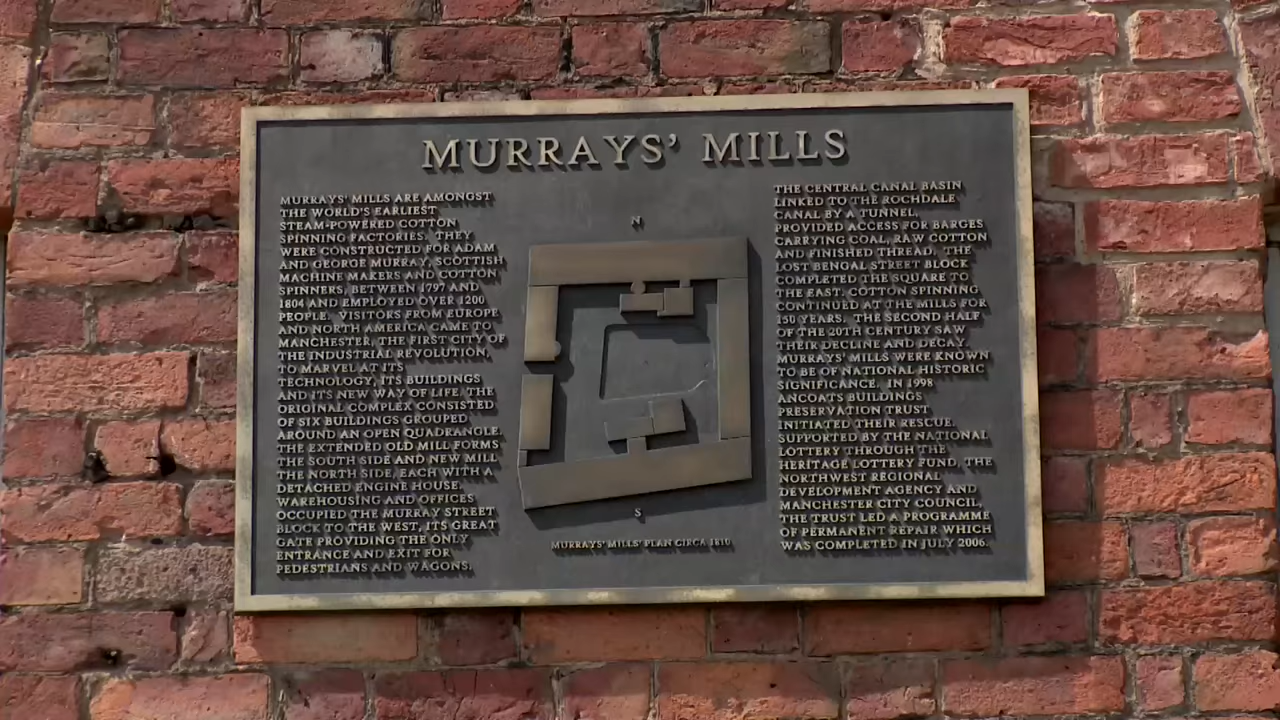 MURRAYS' MILLS
MURRAYS' MILLS ARE AMONGST
THE WORLD'S EARLIEST
STEAM-POWERED COTTON
SPINNING FACTORIES. THEY
WERE CONSTRUCTED FOR ADAM
AND GEORGE MURRAY, SCOTTISH
MACHINE MAKERS AND COTTON
SPINNERS, BETWEEN 1797 AND
1804 AND EMPLOYED OVER 1200
PEOPLE. VISITORS FROM EUROPE
AND NORTH AMERICA CAME TO
MANCHESTER, THE FIRST CITY OF
THE INDUSTRIAL REVOLUTION,
TO MARVEL AT ITS
TECHNOLOGY, ITS BUILDINGS
AND ITS NEW WAY OF LIFE. THE
ORIGINAL COMPLEX CONSISTED
OF SIX BUILDINGS GROUPED
AROUND AN OPEN QUADRANGLE.
THE EXTENDED OLD MILL FORMS
THE SOUTH SIDE AND NEW MILL
THE NORTH SIDE, EACH WITH A
DETACHED ENGINE HOUSE.
WAREHOUSING AND OFFICES
OCCUPIED THE MURRAY STREET
BLOCK TO THE WEST, ITS GREAT
GATE PROVIDING THE ONLY
ENTRANCE AND EXIT FOR
PEDESTRIANS AND WAGONS.
N
S
MURRAYS' MILLS' PLAN CIRCA 1810
THE CENTRAL CANAL BASIN
LINKED TO THE ROCHDALE
CANAL BY A TUNNEL,
PROVIDED ACCESS FOR BARGES
CARRYING COAL, RAW COTTON
AND FINISHED THREAD. THE
LOST BENGAL STREET BLOCK
COMPLETED THE SQUARE TO
THE EAST. COTTON SPINNING
CONTINUED AT THE MILLS FOR
150 YEARS. THE SECOND HALF
OF THE 20TH CENTURY SAW
THEIR DECLINE AND DECAY.
MURRAYS' MILLS WERE KNOWN
TO BE OF NATIONAL HISTORIC
SIGNIFICANCE. IN 1998
ANCOATS BUILDINGS
PRESERVATION TRUST
INITIATED THEIR RESCUE.
SUPPORTED BY THE NATIONAL
LOTTERY THROUGH THE
HERITAGE LOTTERY FUND, THE
NORTHWEST REGIONAL
DEVELOPMENT AGENCY AND
MANCHESTER CITY COUNCIL,
THE TRUST LED A PROGRAMME
OF PERMANENT REPAIR WHICH
WAS COMPLETED IN JULY 2006.